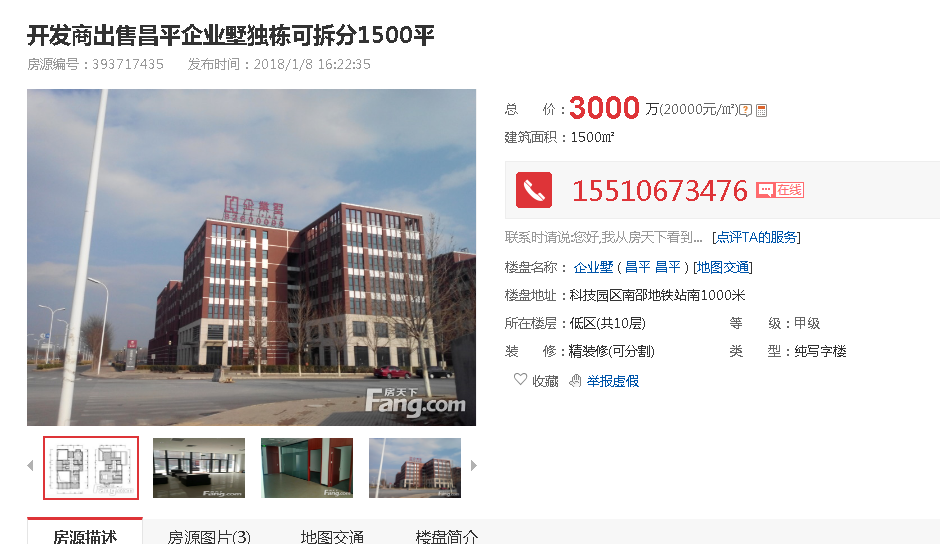 开发商出售昌平企业墅独栋可拆分1500平
房源编号：393717435 发布时间：2018/1/8 16:22:35
总 价：3000 万(20000元/㎡)
建筑面积：1500㎡
15510673476 在线
联系时请说:您好,我从房天下看到... [点评TA的服务]
楼盘名称： 企业墅 ( 昌平 昌平 ) [地图交通]
楼盘地址：科技园区南邵地铁站南1000米
所在楼层：低区(共10层) 等 级：甲级
装 修：精装修(可分割) 类 型：纯写字楼
收藏 举报虚假
企業墅
房天下
Fang.com
房源描述 房源图片(3) 地图交通 楼盘简介